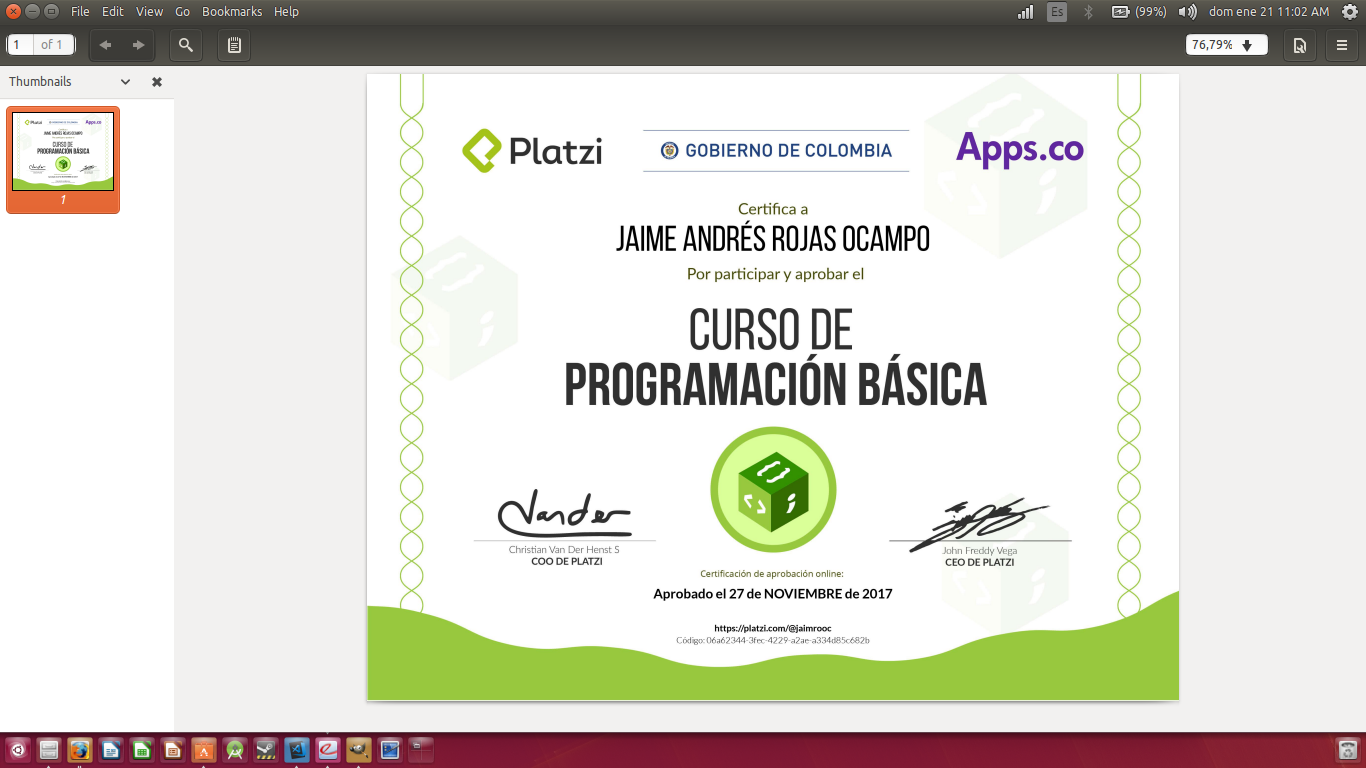 File Edit View Go Bookmarks Help
Es (99%) dom ene 21 11:02 AM
1 of 1
76,79%
Thumbnails
1
Platzi
GOBIERNO DE COLOMBIA
Apps.co
Certifica a
JAIME ANDRÉS ROJAS OCAMPO
Por participar y aprobar el
CURSO DE
PROGRAMACIÓN BÁSICA
Christian Van Der Henst S
COO DE PLATZI
John Freddy Vega
CEO DE PLATZI
Certificación de aprobación online:
Aprobado el 27 de NOVIEMBRE de 2017
https://platzi.com/@jaimrooc
Código: 06a62344-3fec-4229-a2ae-a334d85c682b